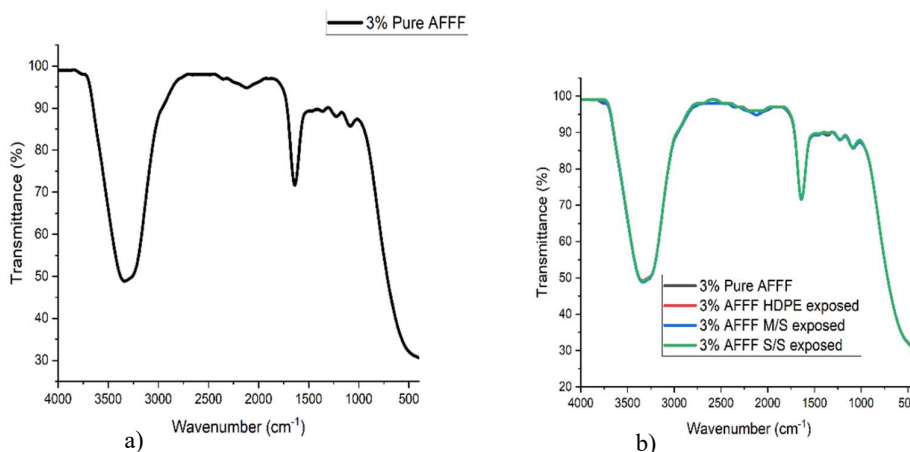 3% Pure AFFF
100
90
80
70
60
50
40
30
4000 3500 3000 2500 2000 1500 1000 500
Transmittance (%)
Wavenumber (cm-1)
a)
100
90
80
70
60
50
40
30
20
4000 3500 3000 2500 2000 1500 1000 500
Transmittance (%)
3% Pure AFFF
3% AFFF HDPE exposed
3% AFFF M/S exposed
3% AFFF S/S exposed
Wavenumber (cm-1)
b)